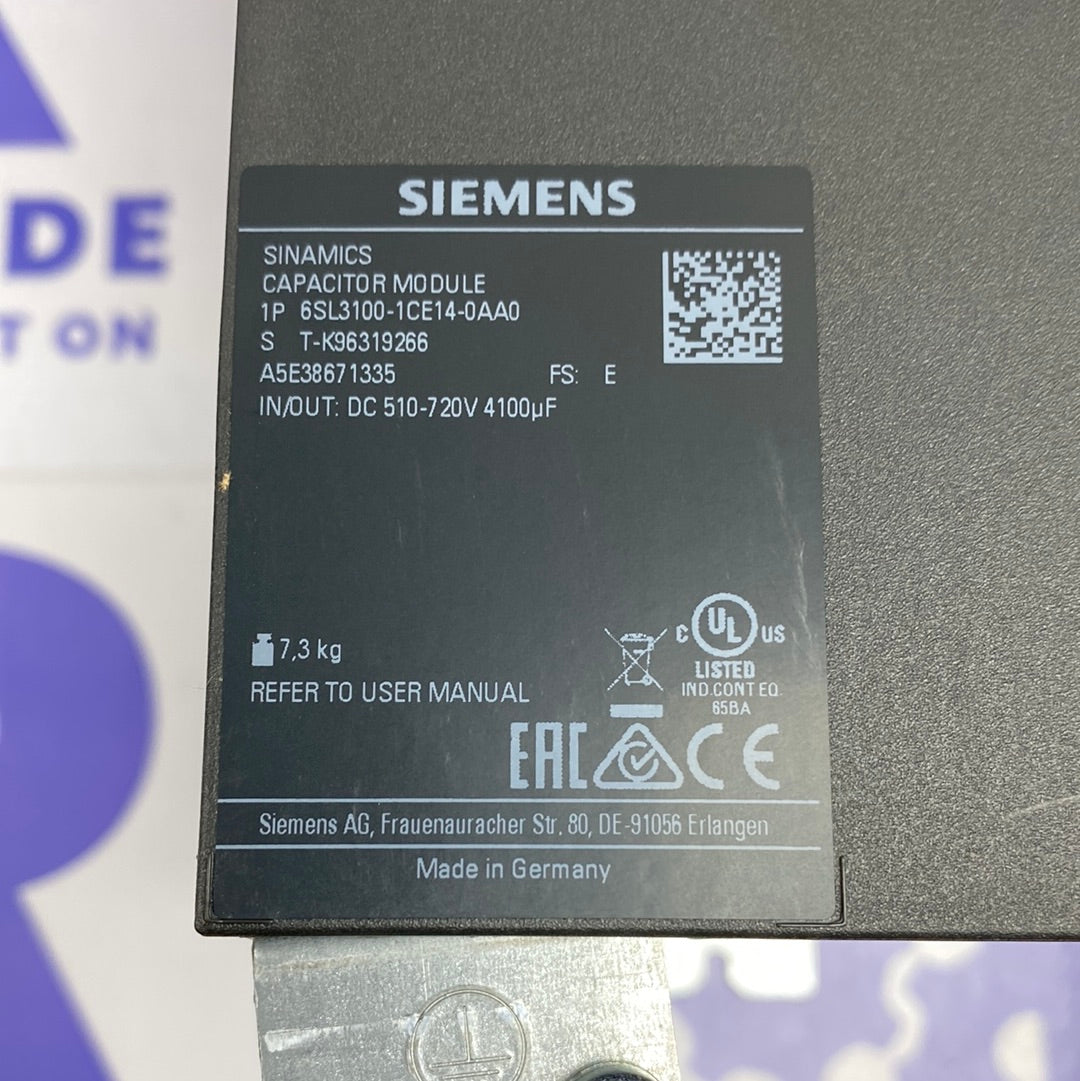 SIEMENS
SINAMICS
CAPACITOR MODULE
1P 6SL3100-1CE14-0AA0
S T-K96319266
A5E38671335 FS: E
IN/OUT: DC 510-720V 4100µF
7,3 kg
REFER TO USER MANUAL
C UL US
LISTED
IND.CONT EQ.
65BA
EAC CE
Siemens AG, Frauenauracher Str. 80, DE-91056 Erlangen
Made in Germany
DE
T ON